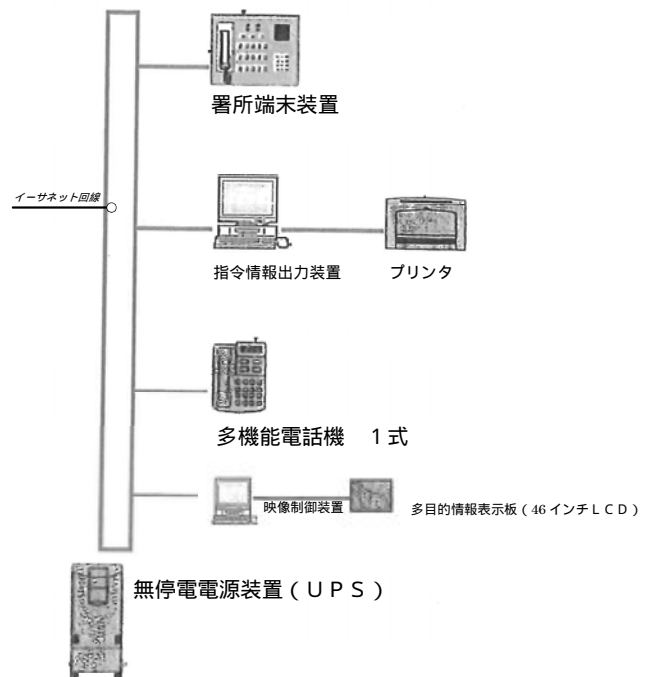 署所端末装置
イーサネット回線
指令情報出力装置　　プリンタ
多機能電話機　１式
映像制御装置　　多目的情報表示板（46 インチＬＣＤ）
無停電電源装置（ＵＰＳ）